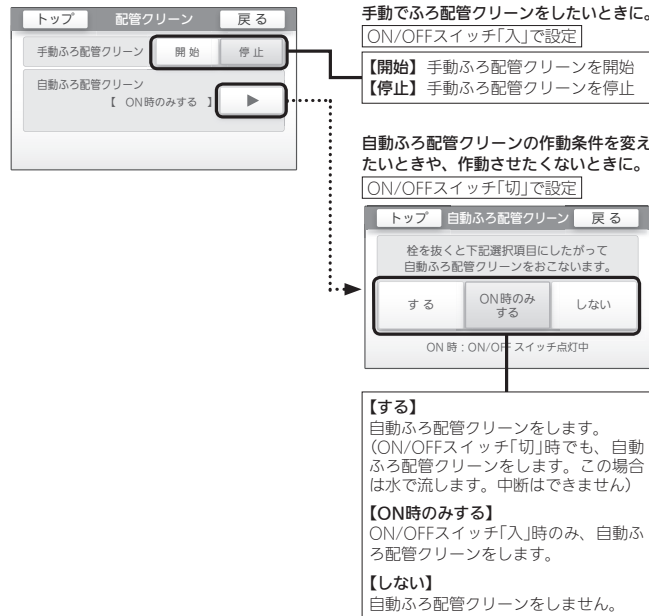 トップ 配管クリーン 戻る
手動ふろ配管クリーン 開始 停止
自動ふろ配管クリーン
【 ON時のみする 】
手動でふろ配管クリーンをしたいときに。
ON/OFFスイッチ「入」で設定
【開始】手動ふろ配管クリーンを開始
【停止】手動ふろ配管クリーンを停止
自動ふろ配管クリーンの作動条件を変え
たいときや、作動させたくないときに。
ON/OFFスイッチ「切」で設定
トップ 自動ふろ配管クリーン 戻る
栓を抜くと下記選択項目にしたがって
自動ふろ配管クリーンをおこないます。
する
ON時のみ
する
しない
ON 時：ON/OFF スイッチ点灯中
【する】
自動ふろ配管クリーンをします。
(ON/OFFスイッチ「切」時でも、自動
ふろ配管クリーンをします。この場合
は水で流します。中断はできません)
【ON時のみする】
ON/OFFスイッチ「入」時のみ、自動ふ
ろ配管クリーンをします。
【しない】
自動ふろ配管クリーンをしません。